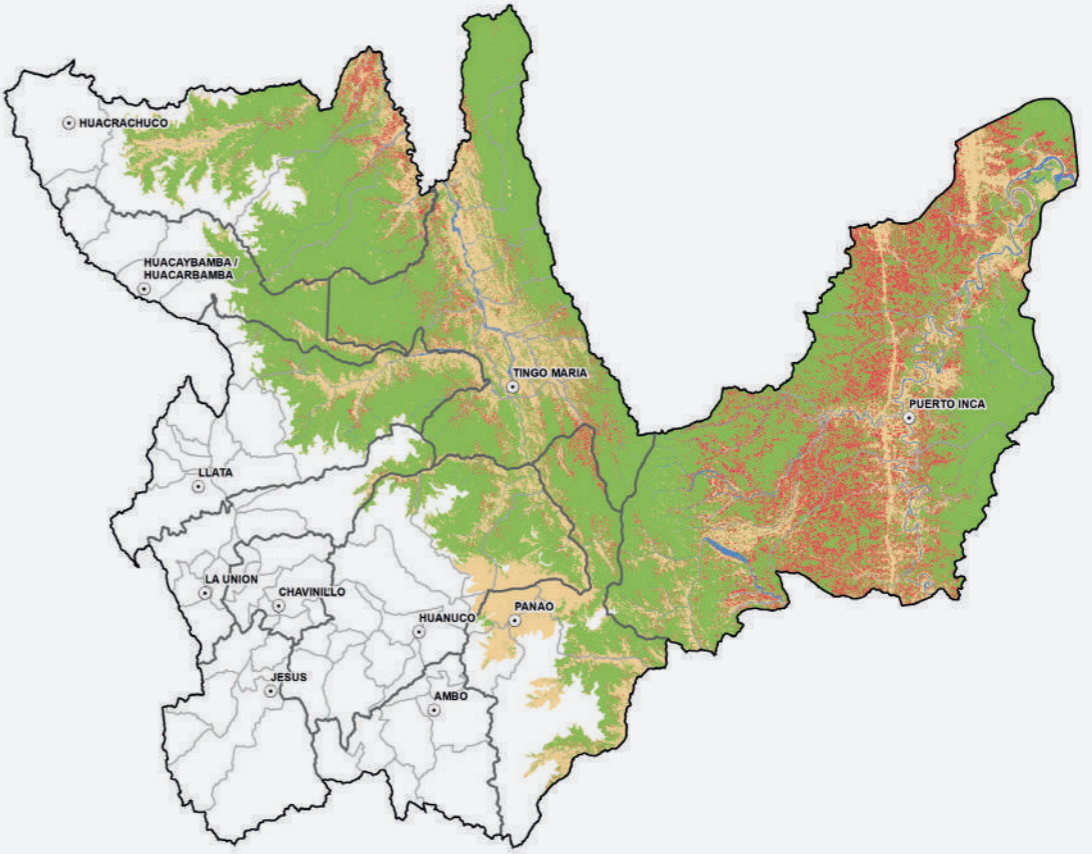 HUACRACHUCO
HUACAYBAMBA /
HUACARBAMBA
TINGO MARIA
PUERTO INCA
LLATA
LA UNION
CHAVINILLO
PANAO
HUANUCO
JESUS
AMBO